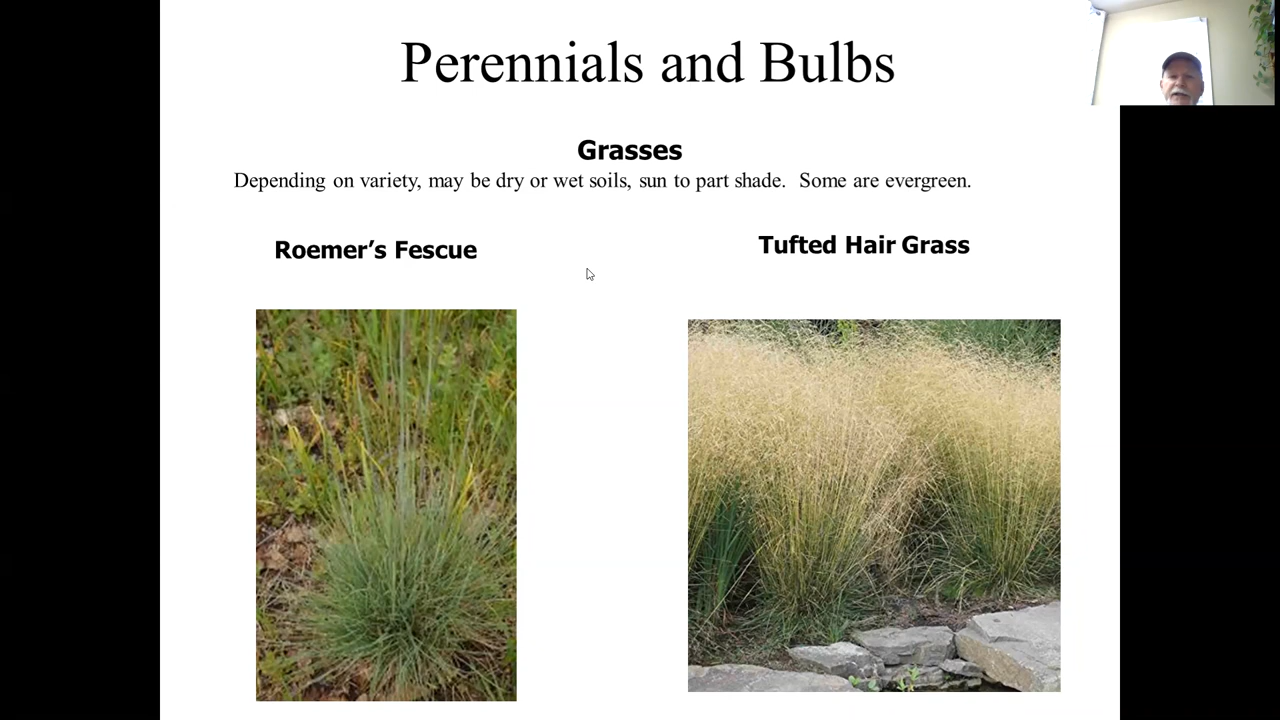 Perennials and Bulbs
Grasses
Depending on variety, may be dry or wet soils, sun to part shade.  Some are evergreen.
Roemer’s Fescue
Tufted Hair Grass